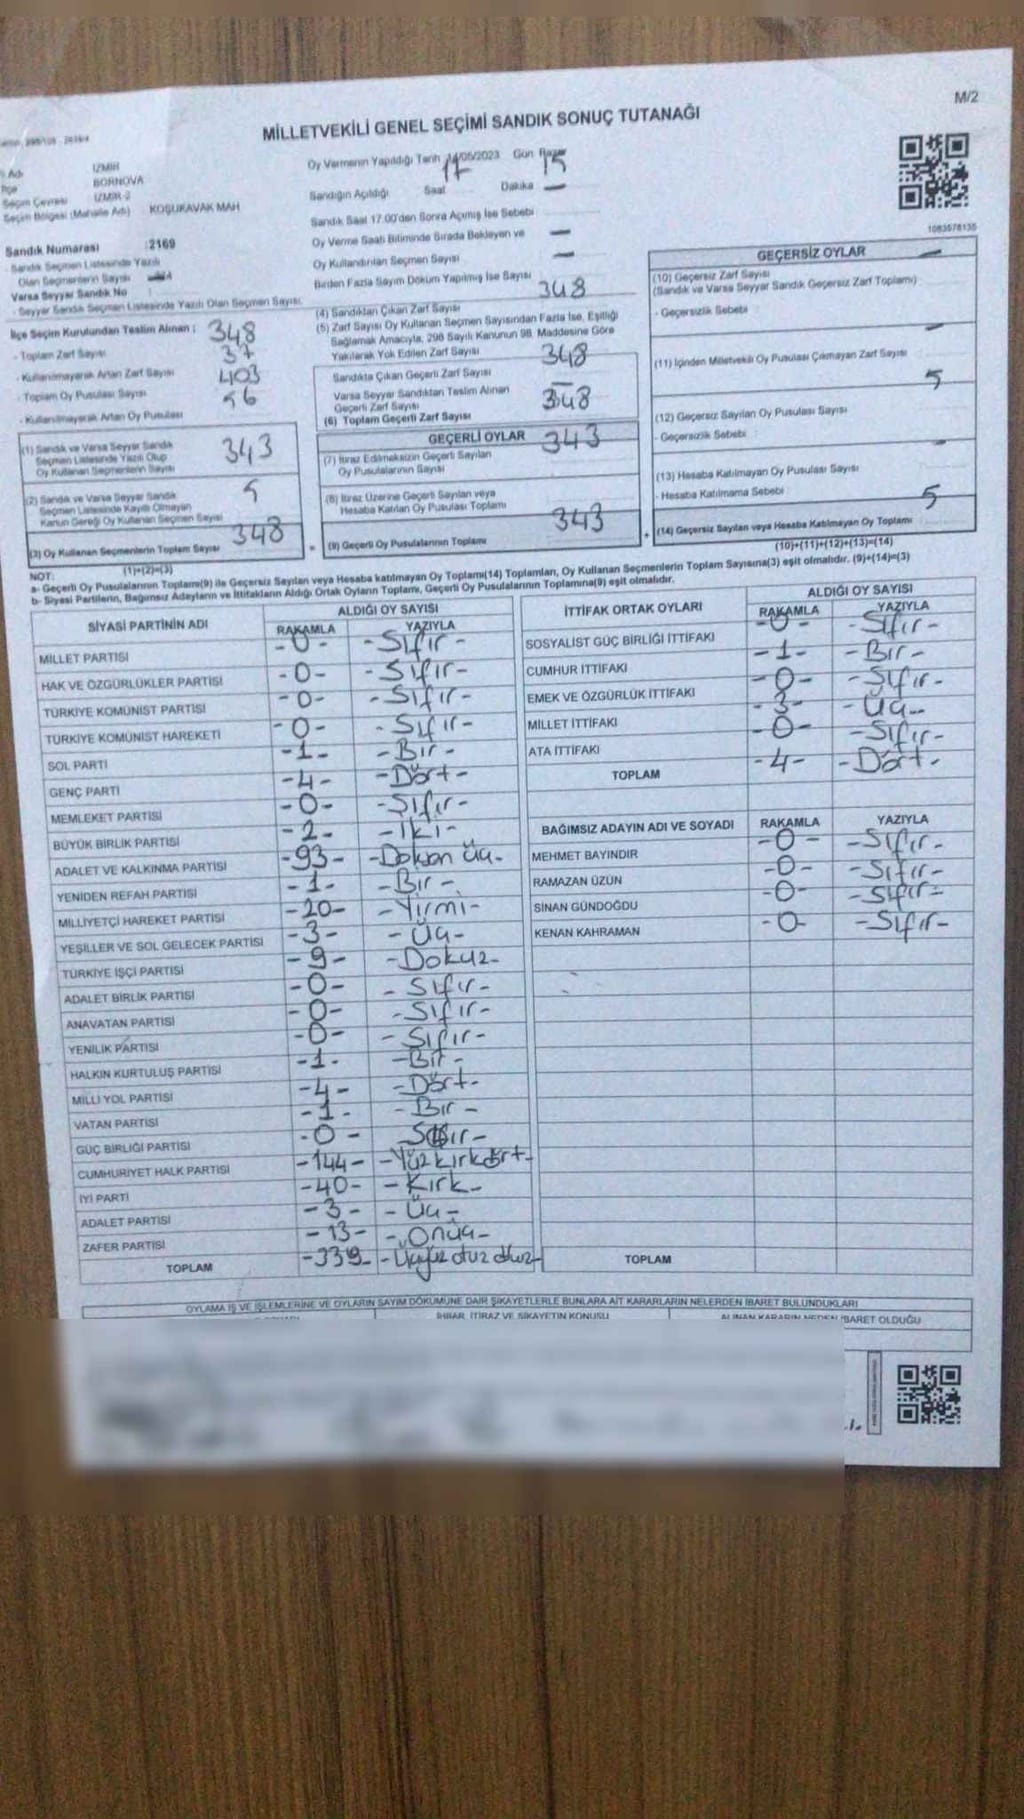 M/2
MİLLETVEKİLİ GENEL SEÇİMİ SANDIK SONUÇ TUTANAĞI
Adı İZMİR
İlçe BORNOVA
Seçim Çevresi İZMİR-2
Seçim Bölgesi (Mahalle Adı) KOŞUKAVAK MAH
Oy Vermenin Yapıldığı Tarih 14/05/2023 Gün Pazar
Sandığın Açıldığı Saat 17 Dakika 15
Sandık Saat 17.00'den Sonra Açımış İse Sebebi
Oy Verme Saati Bitiminde Sırada Bekleyen ve —
Oy Kullandırılan Seçmen Sayısı —
Birden Fazla Sayım Döküm Yapılmış İse Sayısı
1083578135
Sandık Numarası : 2169
- Sandık Seçmen Listesinde Yazılı
Olan Seçmenlerin Sayısı
Varsa Seyyar Sandık No
- Seyyar Sandık Seçmen Listesinde Yazılı Olan Seçmen Sayısı:
İlçe Seçim Kurulundan Teslim Alınan :
- Toplam Zarf Sayısı 348
- Kullanılmayarak Artan Zarf Sayısı 37
- Toplam Oy Pusulası Sayısı 403
- Kullanılmayarak Artan Oy Pusulası 56
(1) Sandık ve Varsa Seyyar Sandık
Seçmen Listesinde Yazılı Olup
Oy Kullanan Seçmenlerin Sayısı 343
(2) Sandık ve Varsa Seyyar Sandık
Seçmen Listesinde Kayıtlı Olmayan
Kanun Gereği Oy Kullanan Seçmen Sayısı 5
(3) Oy Kullanan Seçmenlerin Toplam Sayısı 348
(1)+(2)=(3)
(4) Sandıktan Çıkan Zarf Sayısı 348
(5) Zarf Sayısı Oy Kullanan Seçmen Sayısından Fazla İse, Eşitliği
Sağlamak Amacıyla, 298 Sayılı Kanunun 98. Maddesine Göre
Yakılarak Yok Edilen Zarf Sayısı
Sandıkta Çıkan Geçerli Zarf Sayısı 348
Varsa Seyyar Sandıktan Teslim Alınan
Geçerli Zarf Sayısı —
(6) Toplam Geçerli Zarf Sayısı 348
GEÇERLİ OYLAR
(7) İtiraz Edilmeksizin Geçerli Sayılan
Oy Pusulalarının Sayısı 343
(8) İtiraz Üzerine Geçerli Sayılan veya
Hesaba Katılan Oy Pusulası Toplamı
(9) Geçerli Oy Pusulalarının Toplamı 343
GEÇERSİZ OYLAR
(10) Geçersiz Zarf Sayısı —
(Sandık ve Varsa Seyyar Sandık Geçersiz Zarf Toplamı) :
- Geçersizlik Sebebi :
(11) İçinden Milletvekili Oy Pusulası Çıkmayan Zarf Sayısı —
(12) Geçersiz Sayılan Oy Pusulası Sayısı 5
- Geçersizlik Sebebi :
(13) Hesaba Katılmayan Oy Pusulası Sayısı —
- Hesaba Katılmama Sebebi :
(14) Geçersiz Sayılan veya Hesaba Katılmayan Oy Toplamı 5
(10)+(11)+(12)+(13)=(14)
NOT:
a- Geçerli Oy Pusulalarının Toplamı(9) ile Geçersiz Sayılan veya Hesaba katılmayan Oy Toplamı(14) Toplamları, Oy Kullanan Seçmenlerin Toplam Sayısına(3) eşit olmalıdır. (9)+(14)=(3)
b- Siyasi Partilerin, Bağımsız Adayların ve İttifakların Aldığı Ortak Oyların Toplamı, Geçerli Oy Pusulalarının Toplamına(9) eşit olmalıdır.
SİYASİ PARTİNİN ADI ALDIĞI OY SAYISI
RAKAMLA YAZIYLA
MİLLET PARTİSİ -0- -Sıfır-
HAK VE ÖZGÜRLÜKLER PARTİSİ -0- -Sıfır-
TÜRKİYE KOMÜNİST PARTİSİ -0- -Sıfır-
TÜRKİYE KOMÜNİST HAREKETİ -0- -Sıfır-
SOL PARTİ -1- -Bir-
GENÇ PARTİ -4- -Dört-
MEMLEKET PARTİSİ -0- -Sıfır-
BÜYÜK BİRLİK PARTİSİ -2- -İki-
ADALET VE KALKINMA PARTİSİ -93- -Doksan üç-
YENİDEN REFAH PARTİSİ -1- -Bir-
MİLLİYETÇİ HAREKET PARTİSİ -20- -Yirmi-
YEŞİLLER VE SOL GELECEK PARTİSİ -3- -Üç-
TÜRKİYE İŞÇİ PARTİSİ -9- -Dokuz-
ADALET BİRLİK PARTİSİ -0- -Sıfır-
ANAVATAN PARTİSİ -0- -Sıfır-
YENİLİK PARTİSİ -0- -Sıfır-
HALKIN KURTULUŞ PARTİSİ -1- -Bir-
MİLLİ YOL PARTİSİ -4- -Dört-
VATAN PARTİSİ -1- -Bir-
GÜÇ BİRLİĞİ PARTİSİ -0- Sıfır-
CUMHURİYET HALK PARTİSİ -144- -Yüzkırkdört-
İYİ PARTİ -40- -Kırk-
ADALET PARTİSİ -3- -Üç-
ZAFER PARTİSİ -13- -Onüç-
TOPLAM -339- -Üçyüz otuz dokuz-
İTTİFAK ORTAK OYLARI ALDIĞI OY SAYISI
RAKAMLA YAZIYLA
SOSYALİST GÜÇ BİRLİĞİ İTTİFAKI -0- -Sıfır-
CUMHUR İTTİFAKI -1- -Bir-
EMEK VE ÖZGÜRLÜK İTTİFAKI -0- -Sıfır-
MİLLET İTTİFAKI -3- -Üç-
ATA İTTİFAKI -0- -Sıfır-
TOPLAM -4- -Dört-
BAĞIMSIZ ADAYIN ADI VE SOYADI RAKAMLA YAZIYLA
MEHMET BAYINDIR -0- -Sıfır-
RAMAZAN ÜZÜN -0- -Sıfır-
SİNAN GÜNDOĞDU -0- -Sıfır-
KENAN KAHRAMAN -0- -Sıfır-
TOPLAM
OYLAMA İŞ VE İŞLEMLERİNE VE OYLARIN SAYIM DÖKÜMÜNE DAİR ŞİKAYETLERLE BUNLARA AİT KARARLARIN NELERDEN İBARET BULUNDUKLARI
İHBAR, İTİRAZ VE ŞİKAYETİN KONUSU
ALINAN KARARIN NEDEN İBARET OLDUĞU